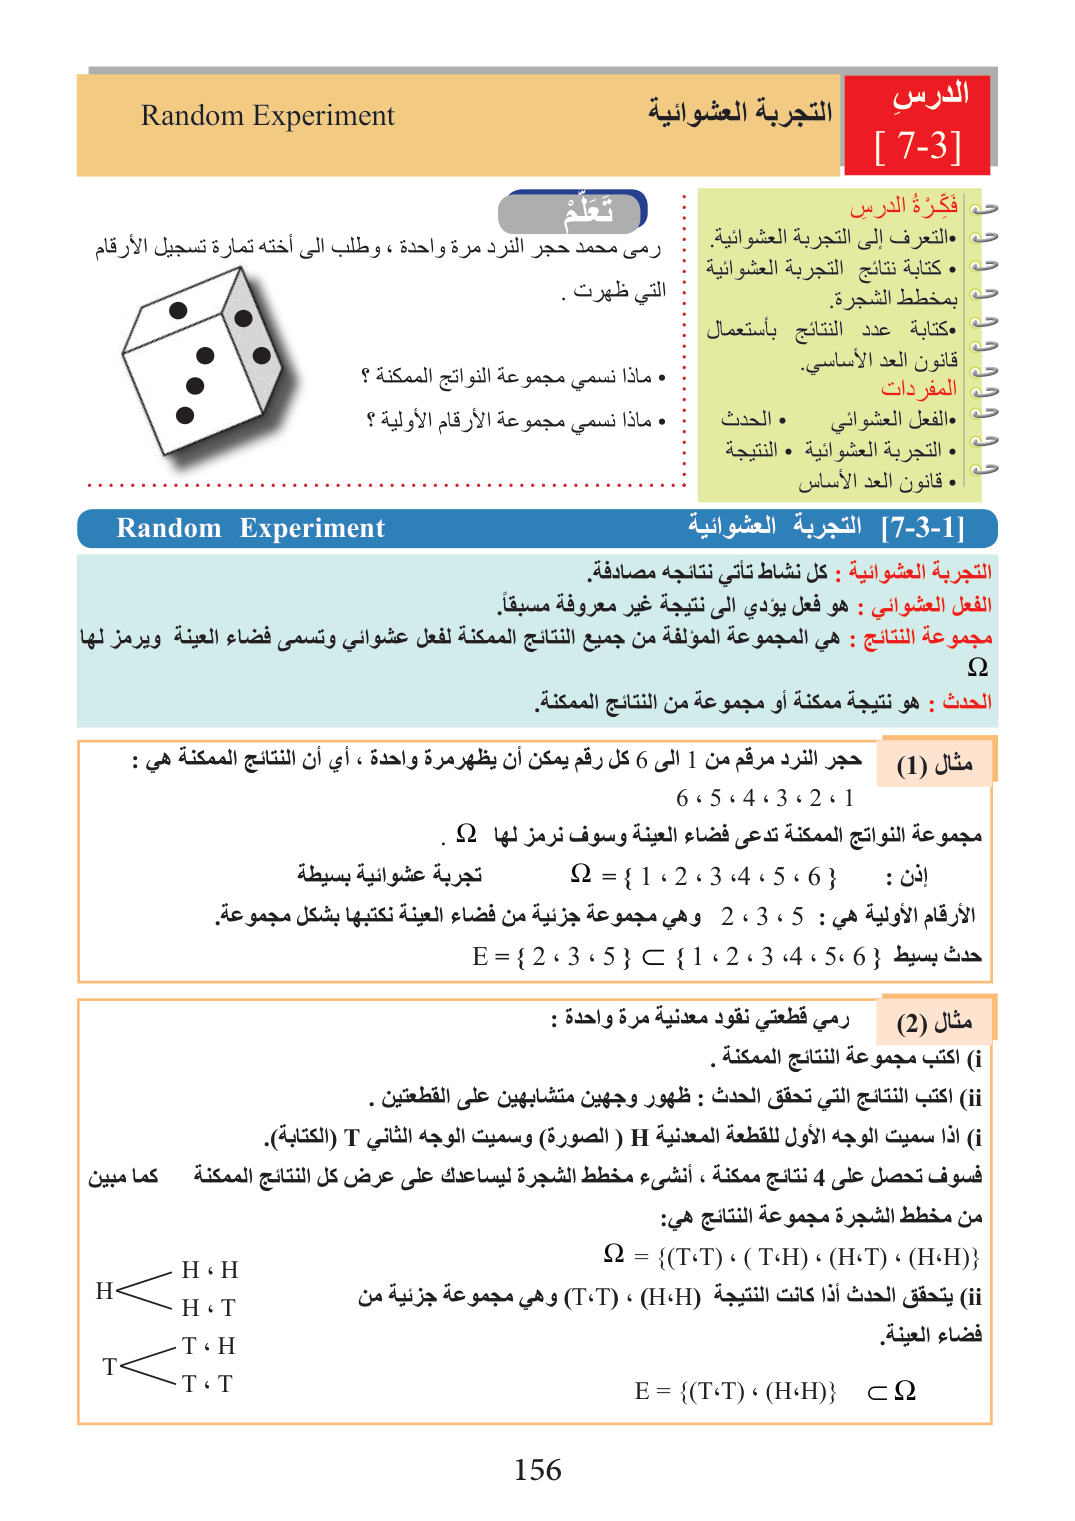 الدرسِ
[7-3]
التجربة العشوائية Random Experiment
فَكِّـرْةُ الدرسِ
•التعرف إلى التجربة العشوائية.
• كتابة نتائج التجربة العشوائية
بمخطط الشجرة.
•كتابة عدد النتائج بأستعمال
قانون العد الأساسي.
المفردات
•الفعل العشوائي • الحدث
• التجربة العشوائية • النتيجة
• قانون العد الأساس
تَعَلَّمْ
رمى محمد حجر النرد مرة واحدة ، وطلب الى أخته تمارة تسجيل الأرقام
التي ظهرت .
• ماذا نسمي مجموعة النواتج الممكنة ؟
• ماذا نسمي مجموعة الأرقام الأولية ؟
[7-3-1] التجربة العشوائية Random Experiment
التجربة العشوائية : كل نشاط تأتي نتائجه مصادفة.
الفعل العشوائي : هو فعل يؤدي الى نتيجة غير معروفة مسبقاً.
مجموعة النتائج : هي المجموعة المؤلفة من جميع النتائج الممكنة لفعل عشوائي وتسمى فضاء العينة ويرمز لها
Ω
الحدث : هو نتيجة ممكنة أو مجموعة من النتائج الممكنة.
مثال (1) حجر النرد مرقم من 1 الى 6 كل رقم يمكن أن يظهرمرة واحدة ، أي أن النتائج الممكنة هي :
1 ، 2 ، 3 ، 4 ، 5 ، 6
مجموعة النواتج الممكنة تدعى فضاء العينة وسوف نرمز لها Ω .
إذن : Ω = { 1 ، 2 ، 3 ،4 ، 5 ، 6 } تجربة عشوائية بسيطة
الأرقام الأولية هي : 2 ، 3 ، 5 وهي مجموعة جزئية من فضاء العينة نكتبها بشكل مجموعة.
حدث بسيط E = { 2 ، 3 ، 5 } ⊂ { 1 ، 2 ، 3 ،4 ، 5، 6 }
مثال (2) رمي قطعتي نقود معدنية مرة واحدة :
i) اكتب مجموعة النتائج الممكنة .
ii) اكتب النتائج التي تحقق الحدث : ظهور وجهين متشابهين على القطعتين .
i) اذا سميت الوجه الأول للقطعة المعدنية H ( الصورة) وسميت الوجه الثاني T (الكتابة).
فسوف تحصل على 4 نتائج ممكنة ، أنشىء مخطط الشجرة ليساعدك على عرض كل النتائج الممكنة كما مبين
من مخطط الشجرة مجموعة النتائج هي:
Ω = {(T،T) ، ( T،H) ، (H،T) ، (H،H)}
ii) يتحقق الحدث أذا كانت النتيجة (H،H) ، (T،T) وهي مجموعة جزئية من
فضاء العينة.
E = {(T،T) ، (H،H)} ⊂ Ω
H ، H
H
H ، T
T ، H
T
T ، T
156